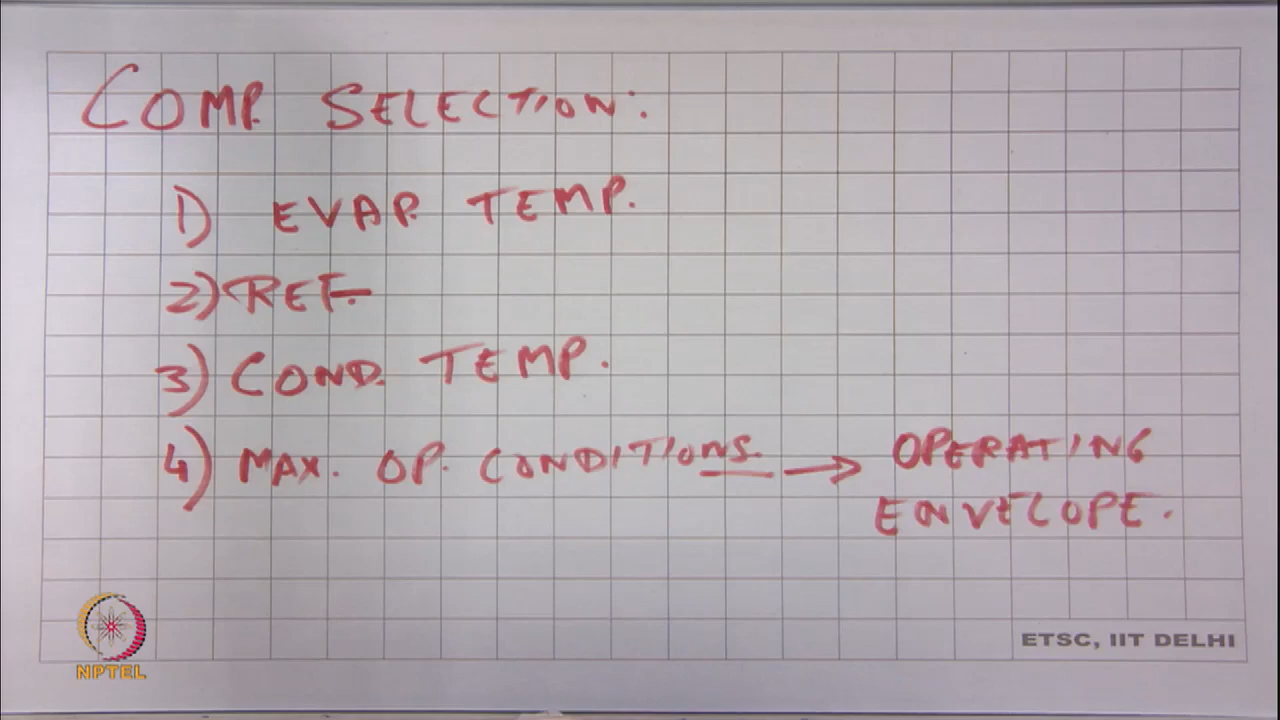 COMP. SELECTION:
1) EVAP. TEMP.
2) REF.
3) COND. TEMP.
4) MAX. OP. CONDITIONS. → OPERATING
ENVELOPE.
NPTEL
ETSC, IIT DELHI